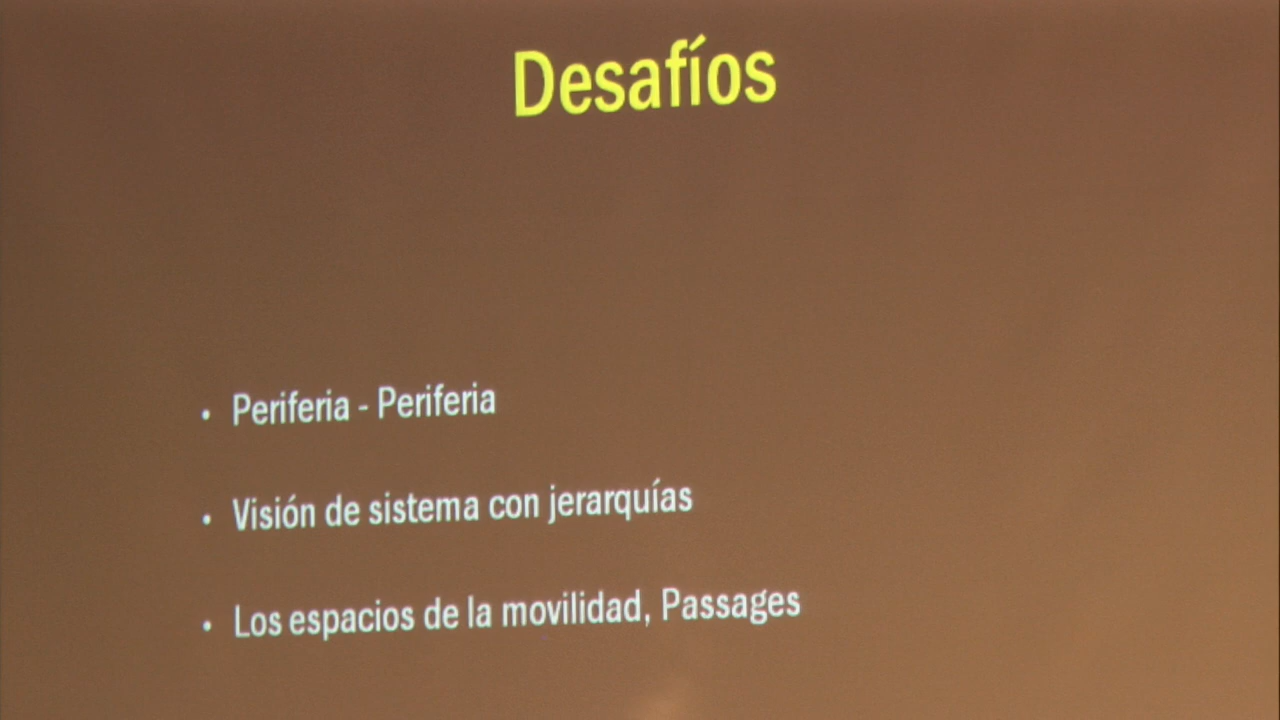 Desafíos
• Periferia - Periferia
• Visión de sistema con jerarquías
• Los espacios de la movilidad, Passages